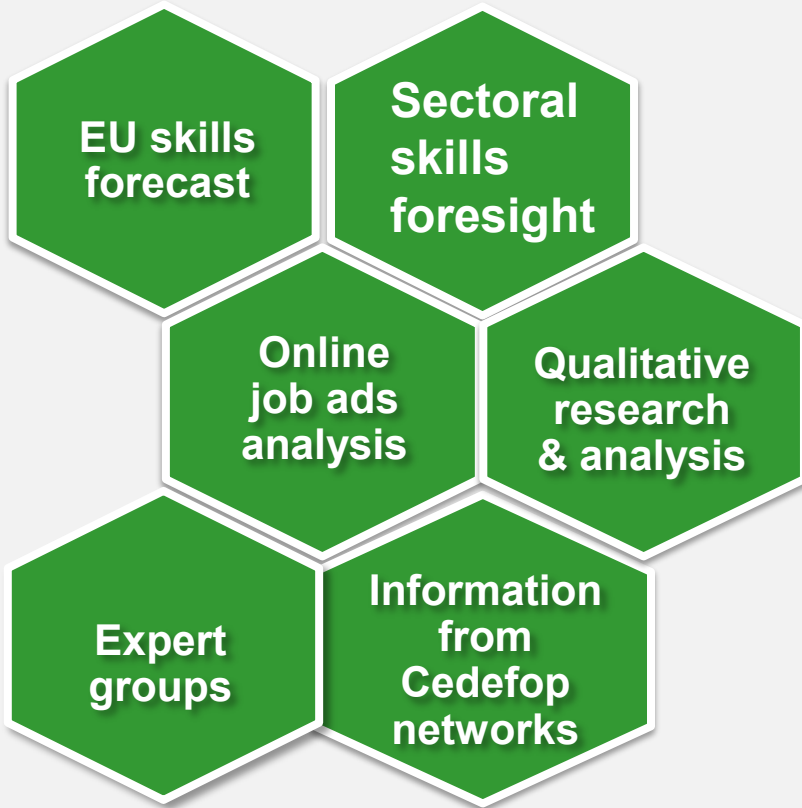 EU skills
forecast
Sectoral
skills
foresight
Online
job ads
analysis
Qualitative
research
& analysis
Expert
groups
Information
from
Cedefop
networks